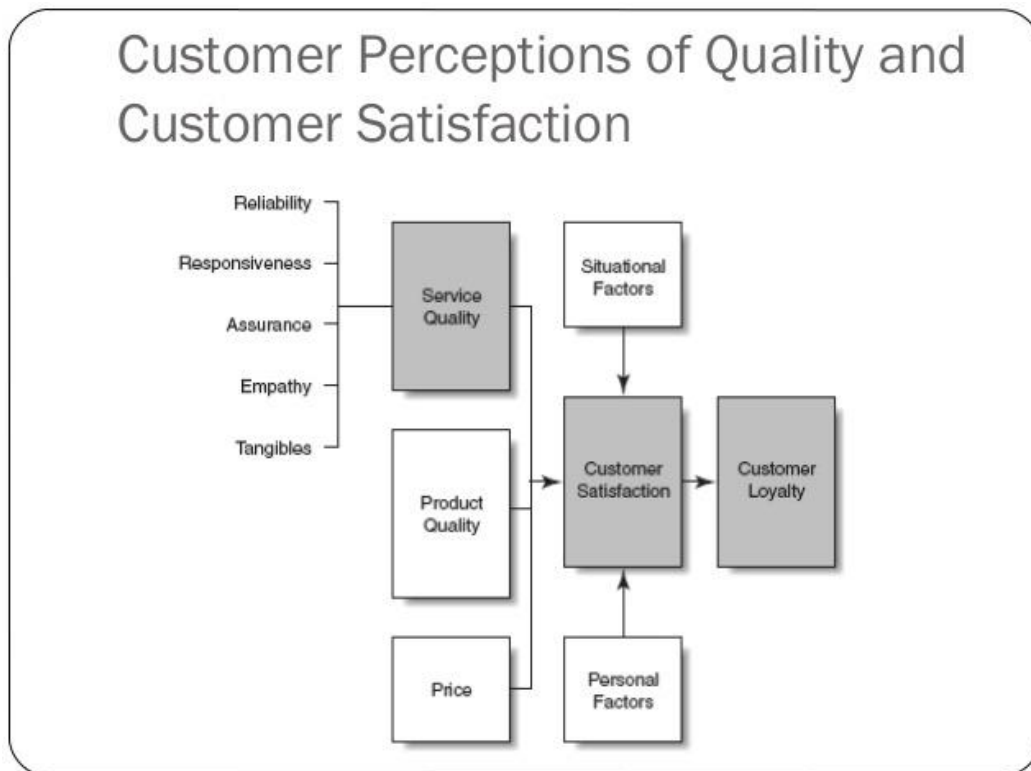 Customer Perceptions of Quality and
Customer Satisfaction
Reliability
Responsiveness
Assurance
Empathy
Tangibles
Service
Quality
Product
Quality
Price
Situational
Factors
Customer
Satisfaction
Personal
Factors
Customer
Loyalty